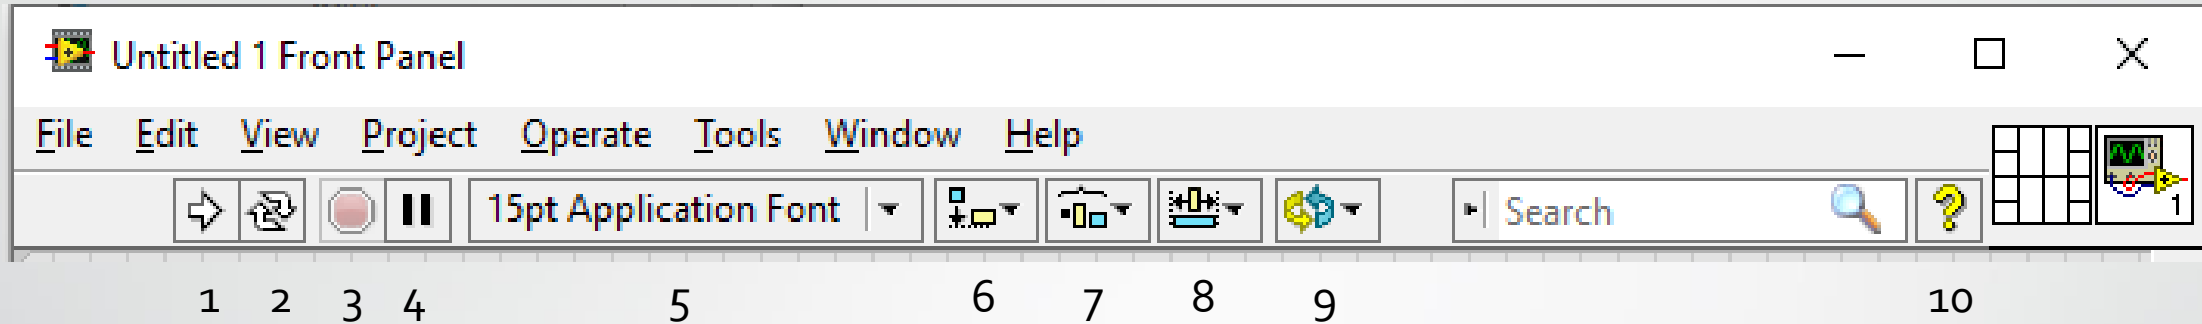 Untitled 1 Front Panel
File Edit View Project Operate Tools Window Help
15pt Application Font Search ? 1
1 2 3 4 5 6 7 8 9 10